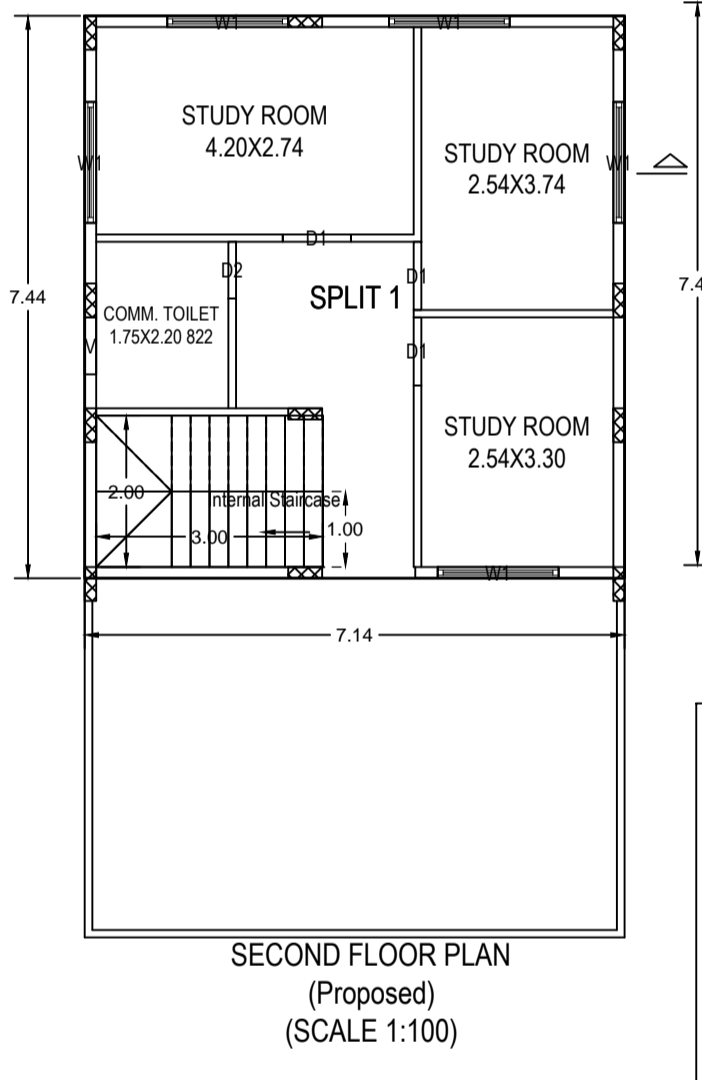 W1
W1
STUDY ROOM
4.20X2.74
STUDY ROOM
2.54X3.74
W1
W1
D1
D2
D1
7.44
SPLIT 1
COMM. TOILET
1.75X2.20 822
V
D1
STUDY ROOM
2.54X3.30
2.00
Internal Staircase
3.00
1.00
W1
7.14
SECOND FLOOR PLAN
(Proposed)
(SCALE 1:100)